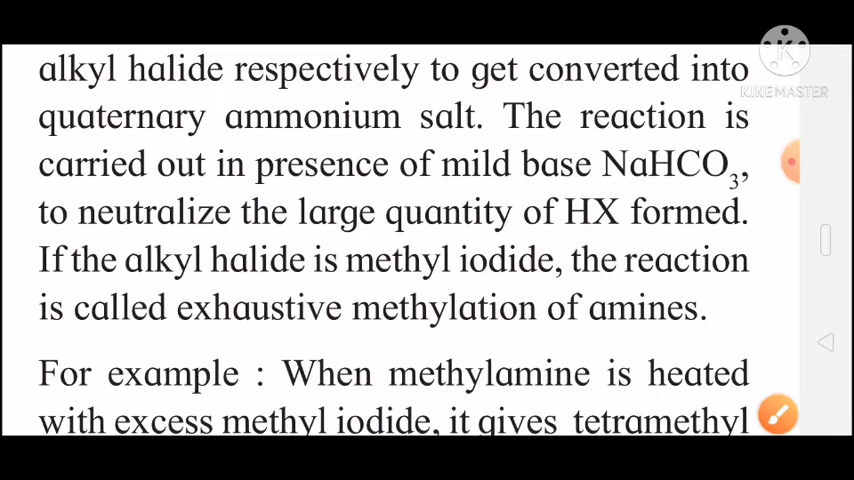 alkyl halide respectively to get converted into
quaternary ammonium salt. The reaction is
carried out in presence of mild base NaHCO₃,
to neutralize the large quantity of HX formed.
If the alkyl halide is methyl iodide, the reaction
is called exhaustive methylation of amines.
For example : When methylamine is heated
with excess methyl iodide, it gives tetramethyl
K
KINEMASTER